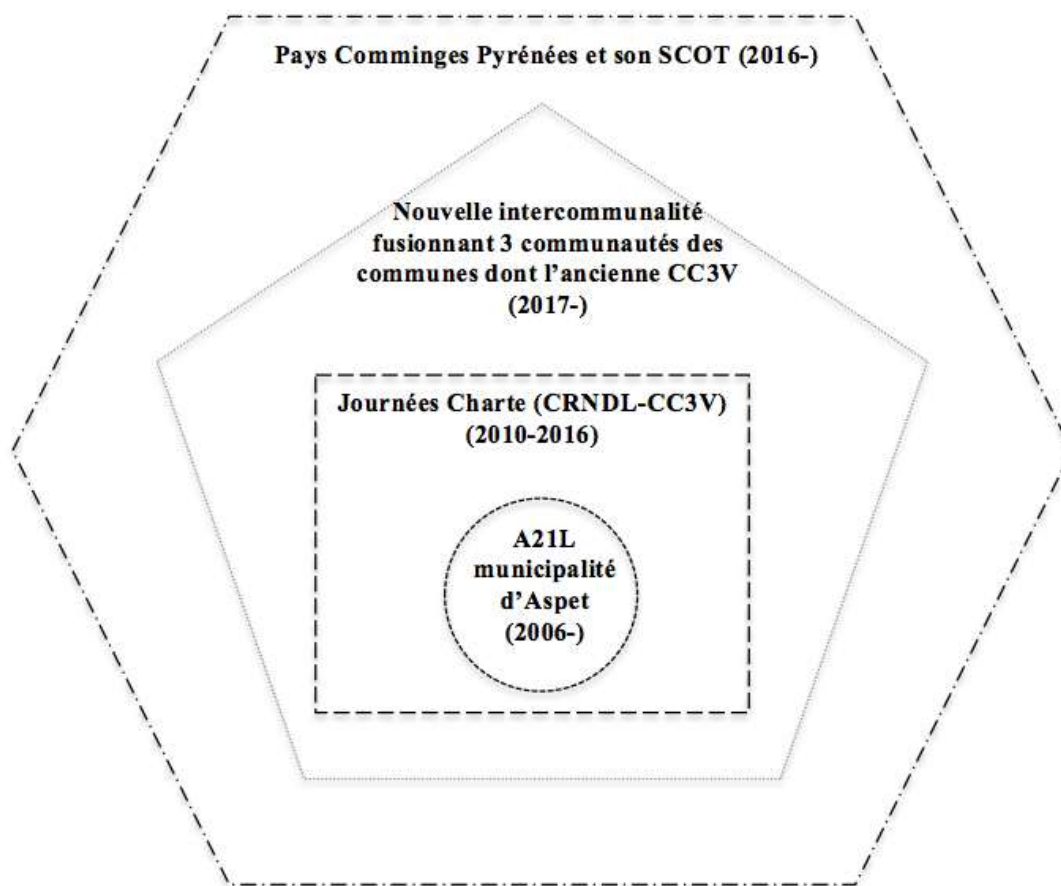 Pays Comminges Pyrénées et son SCOT (2016-)
Nouvelle intercommunalité
fusionnant 3 communautés des
communes dont l’ancienne CC3V
(2017-)
Journées Charte (CRNDL-CC3V)
(2010-2016)
A21L
municipalité
d’Aspet
(2006-)